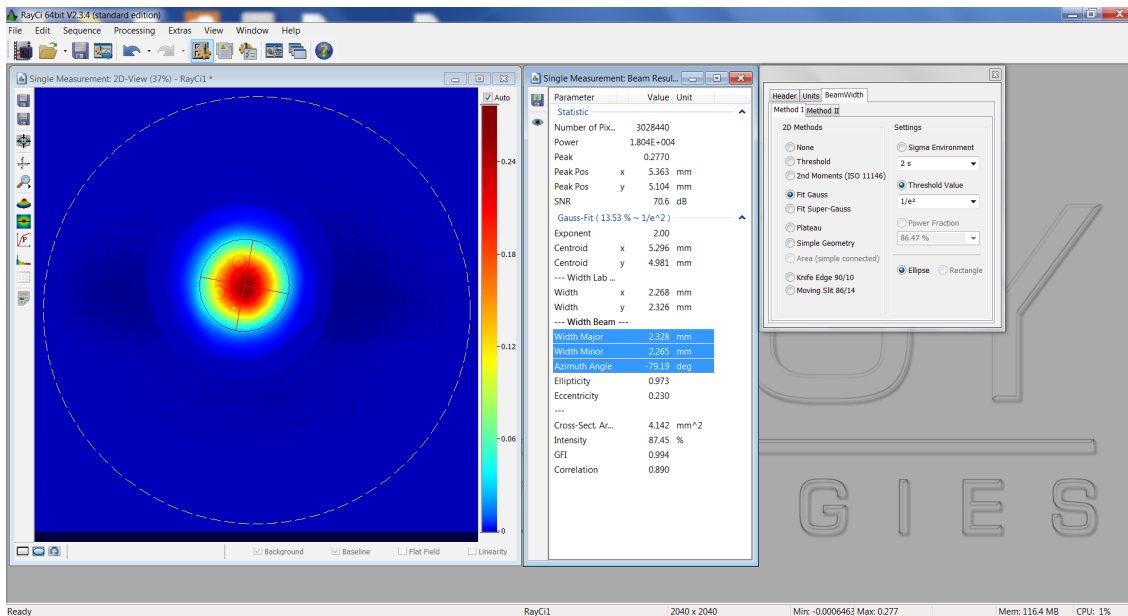 RayCi 64bit V2.3.4 (standard edition)
File Edit Sequence Processing Extras View Window Help
Single Measurement: 2D-View (37%) - RayCi1 *
Auto
0.24
0.18
0.12
0.06
0
Background Baseline Flat Field Linearity
Single Measurement: Beam Resul...
Parameter Value Unit
Statistic
Number of Pix... 3028440
Power 1.804E+004
Peak 0.2770
Peak Pos x 5.363 mm
Peak Pos y 5.104 mm
SNR 70.6 dB
Gauss-Fit ( 13.53 % ~ 1/e^2 )
Exponent 2.00
Centroid x 5.296 mm
Centroid y 4.981 mm
--- Width Lab ...
Width x 2.268 mm
Width y 2.326 mm
--- Width Beam ---
Width Major 2.328 mm
Width Minor 2.265 mm
Azimuth Angle -79.19 deg
Ellipticity 0.973
Eccentricity 0.230
---
Cross-Sect. Ar... 4.142 mm^2
Intensity 87.45 %
GFI 0.994
Correlation 0.890
Header Units BeamWidth
Method I Method II
2D Methods Settings
None Sigma Environment
Threshold 2 s
2nd Moments (ISO 11146)
Fit Gauss Threshold Value
Fit Super-Gauss 1/e²
Plateau Power Fraction
Simple Geometry 86.47 %
Area (simple connected)
Knife Edge 90/10 Ellipse Rectangle
Moving Slit 86/14
Y
GIES
Ready RayCi1 2040 x 2040 Min: -0.0006463 Max: 0.277 Mem: 116.4 MB CPU: 1%